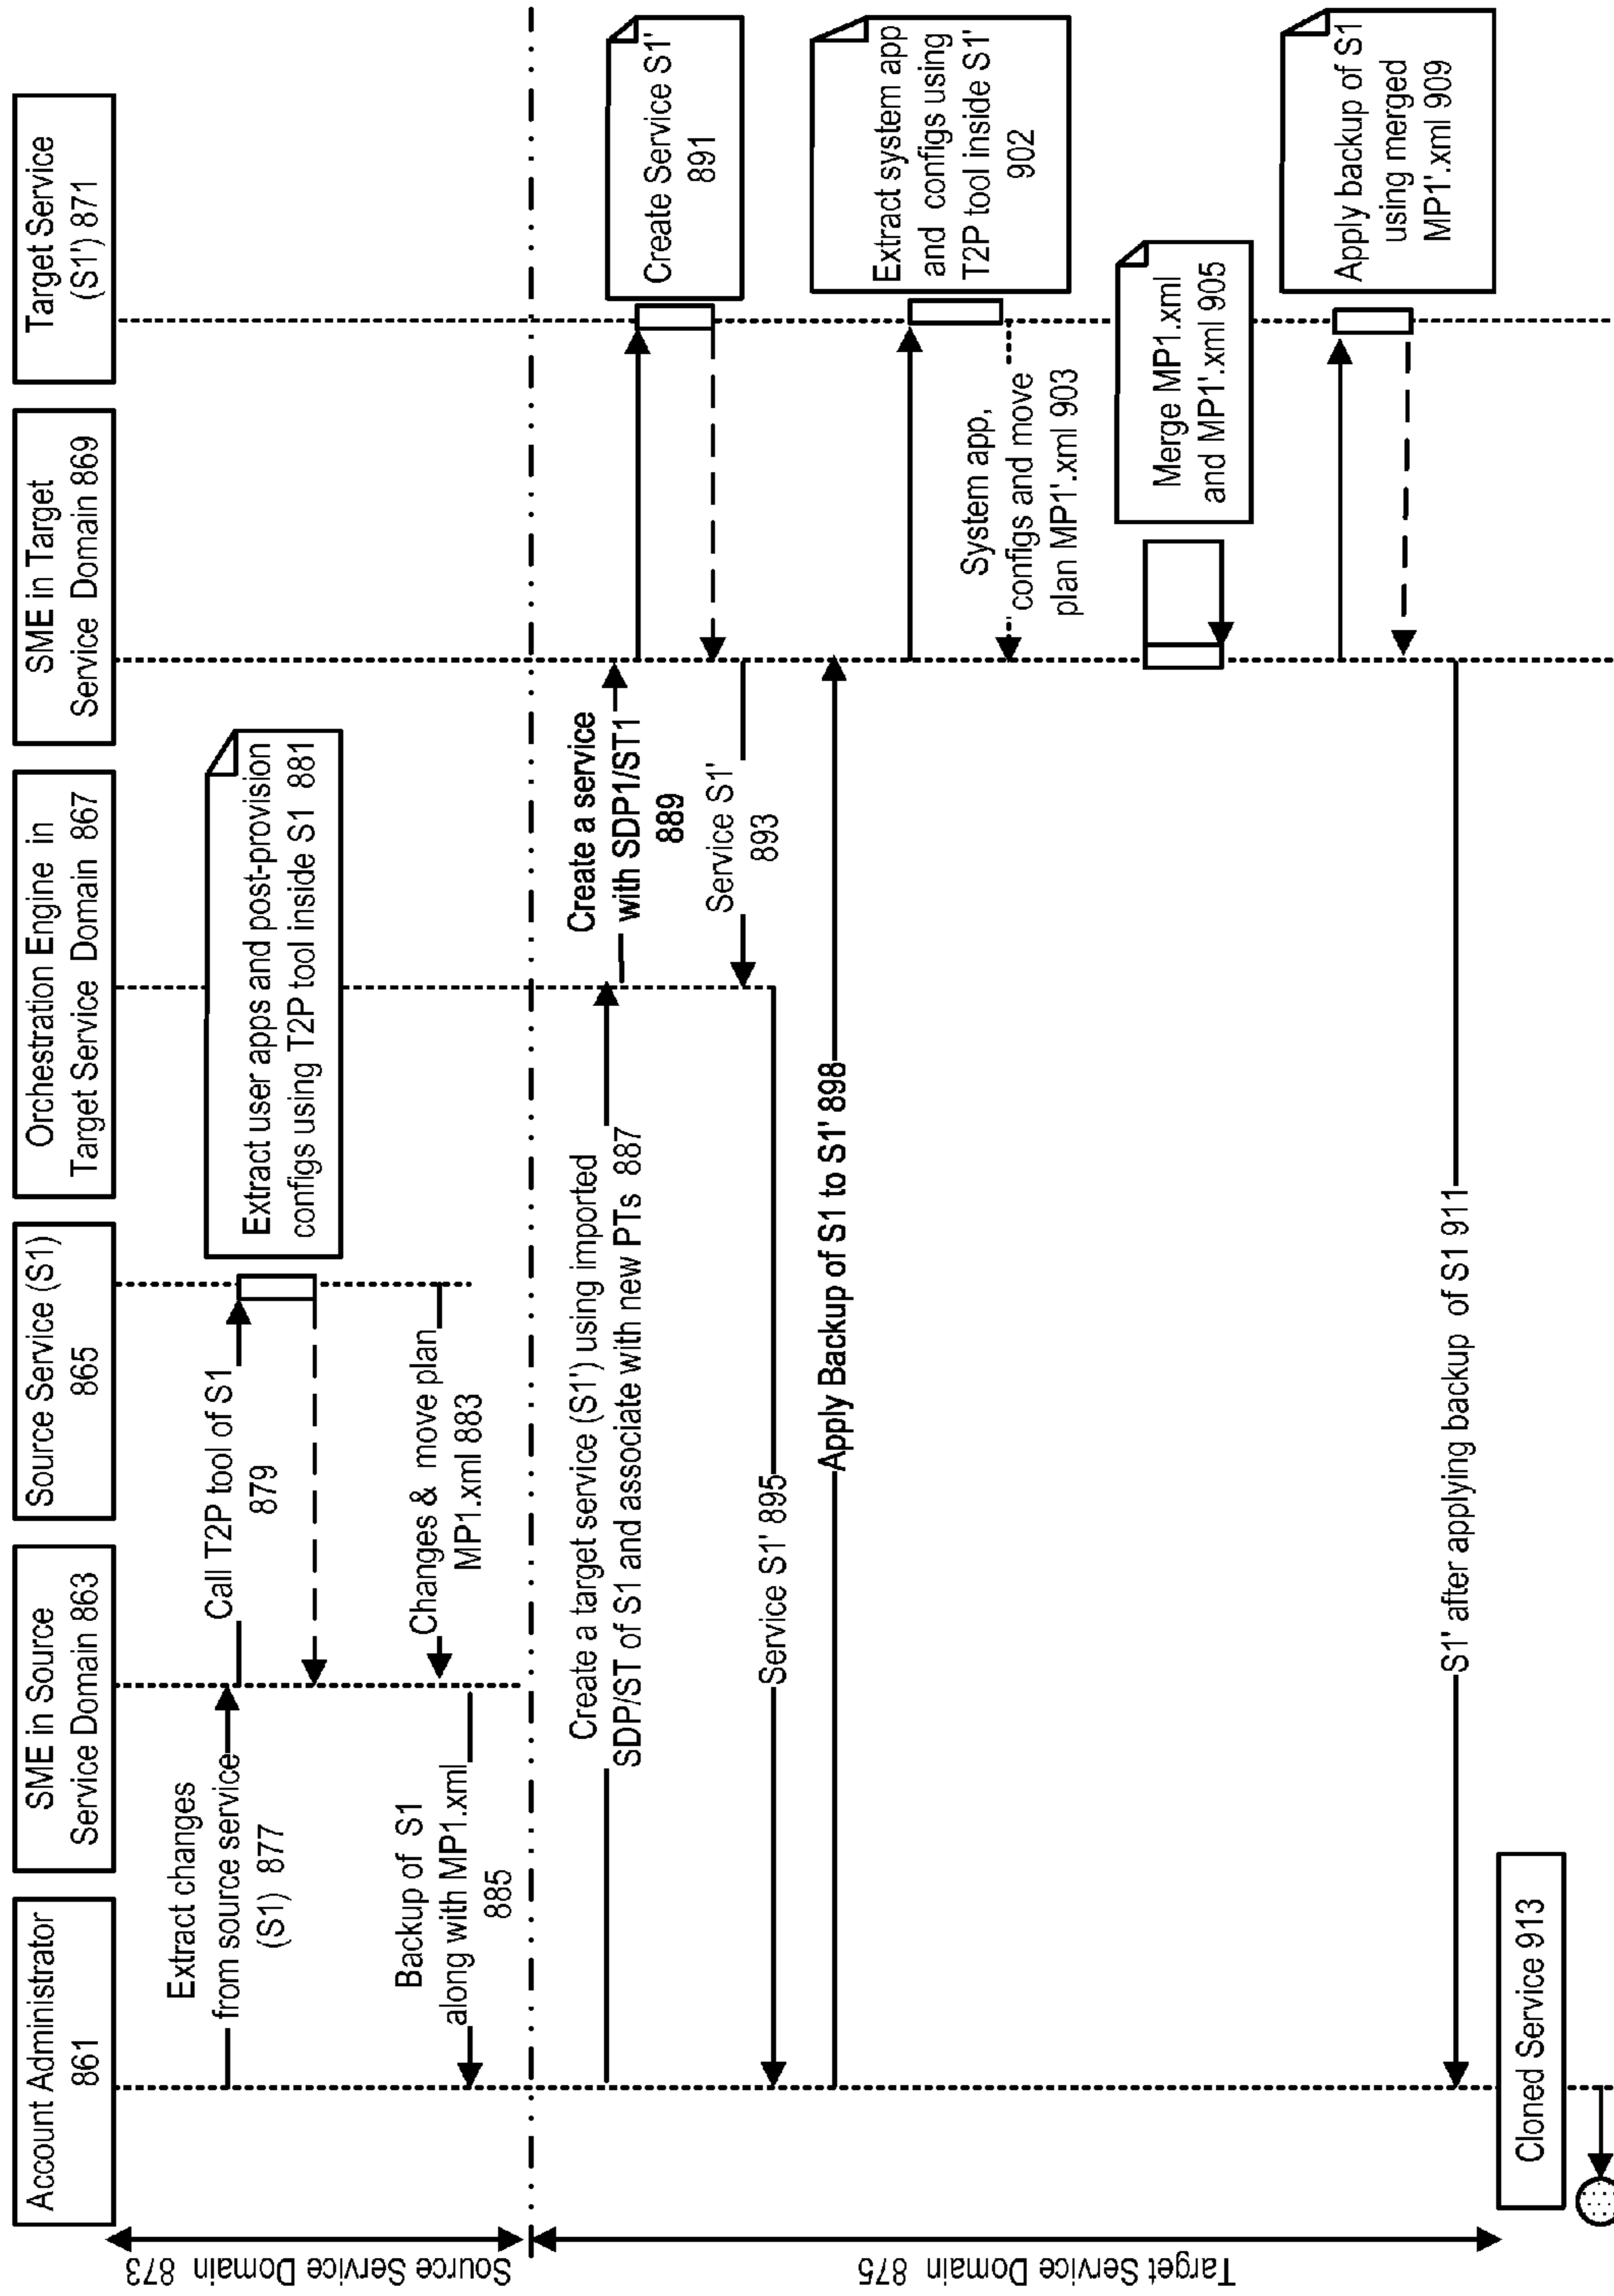 Account Administrator
861
SME in Source
Service Domain 863
Source Service (S1)
865
Orchestration Engine in
Target Service Domain 867
SME in Target
Service Domain 869
Target Service
(S1') 871
Source Service Domain 873
Extract changes
from source service
(S1) 877
Call T2P tool of S1
879
Extract user apps and post-provision
configs using T2P tool inside S1 881
Changes & move plan
MP1.xml 883
Backup of S1
along with MP1.xml
885
Target Service Domain 875
Create a target service (S1') using imported
SDP/ST of S1 and associate with new PTs 887
Create a service
with SDP1/ST1
889
Create Service S1'
891
Service S1'
893
Service S1' 895
Apply Backup of S1 to S1' 898
Extract system app
and configs using
T2P tool inside S1'
902
System app,
configs and move
plan MP1'.xml 903
Merge MP1.xml
and MP1'.xml 905
Apply backup of S1
using merged
MP1'.xml 909
S1' after applying backup of S1 911
Cloned Service 913